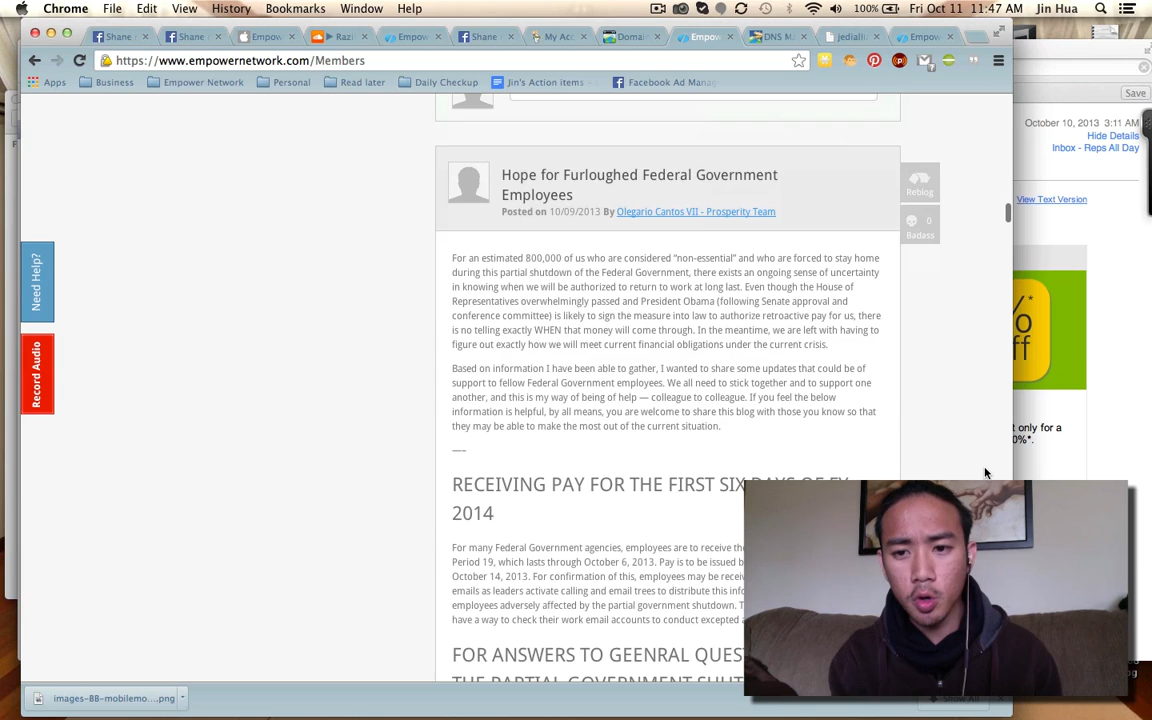 Chrome File Edit View History Bookmarks Window Help 100% Fri Oct 11 11:47 AM Jin Hua
Shane Shane Empow Razi Empow Shane My Acc Domain Empow DNS M jediall Empow
https://www.empowernetwork.com/Members
Apps Business Empower Network Personal Read later Daily Checkup Jin's Action items Facebook Ad Mana
Save
October 10, 2013 3:11 AM
Hide Details
Inbox - Reps All Day
View Text Version
Hope for Furloughed Federal Government
Employees
Posted on 10/09/2013 By Olegario Cantos VII - Prosperity Team
Reblog
0
Badass
Need Help?
Record Audio
For an estimated 800,000 of us who are considered “non-essential” and who are forced to stay home
during this partial shutdown of the Federal Government, there exists an ongoing sense of uncertainty
in knowing when we will be authorized to return to work at long last. Even though the House of
Representatives overwhelmingly passed and President Obama (following Senate approval and
conference committee) is likely to sign the measure into law to authorize retroactive pay for us, there
is no telling exactly WHEN that money will come through. In the meantime, we are left with having to
figure out exactly how we will meet current financial obligations under the current crisis.
Based on information I have been able to gather, I wanted to share some updates that could be of
support to fellow Federal Government employees. We all need to stick together and to support one
another, and this is my way of being of help — colleague to colleague. If you feel the below
information is helpful, by all means, you are welcome to share this blog with those you know so that
they may be able to make the most out of the current situation.
—–
RECEIVING PAY FOR THE FIRST SIX DAYS OF FY
2014
For many Federal Government agencies, employees are to receive the
Period 19, which lasts through October 6, 2013. Pay is to be issued b
October 14, 2013. For confirmation of this, employees may be receiv
emails as leaders activate calling and email trees to distribute this info
employees adversely affected by the partial government shutdown. T
have a way to check their work email accounts to conduct excepted a
FOR ANSWERS TO GEENRAL QUES
THE PARTIAL GOVERNMENT SHUT
%*
ff
t only for a
0%*.
images-BB-mobilemo....png
Show All